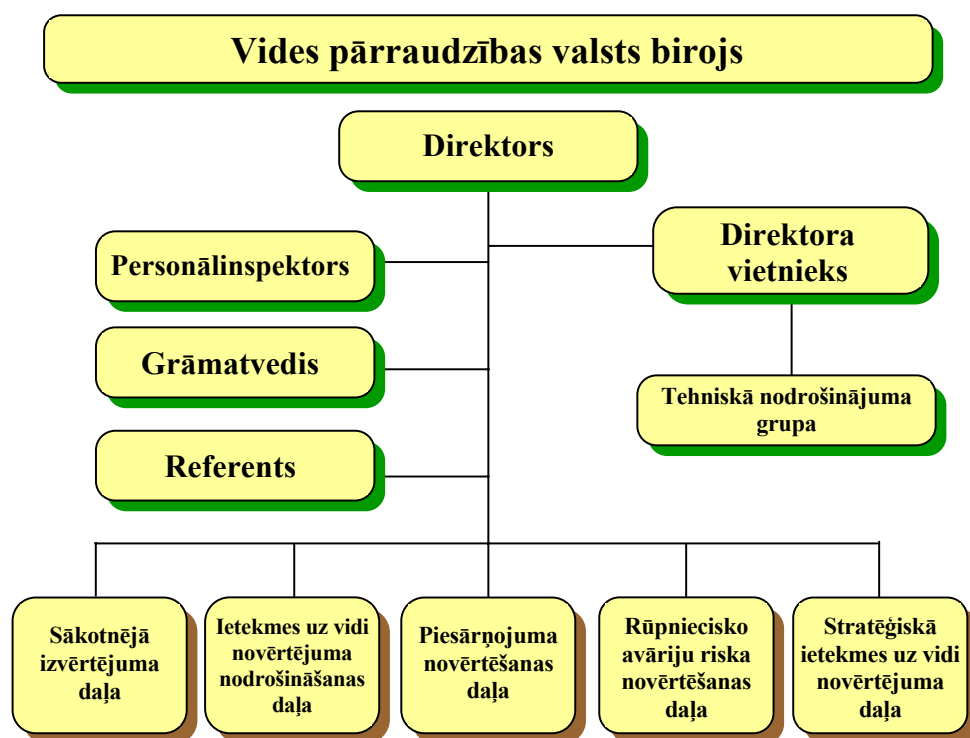 Vides pārraudzības valsts birojs
Direktors
Direktora
vietnieks
Personālinspektors
Grāmatvedis
Tehniskā nodrošinājuma
grupa
Referents
Sākotnējā
izvērtējuma
daļa
Ietekmes uz vidi
novērtējuma
nodrošināšanas
daļa
Piesārņojuma
novērtēšanas
daļa
Rūpniecisko
avāriju riska
novērtēšanas
daļa
Stratēģiskā
ietekmes uz vidi
novērtējuma
daļa